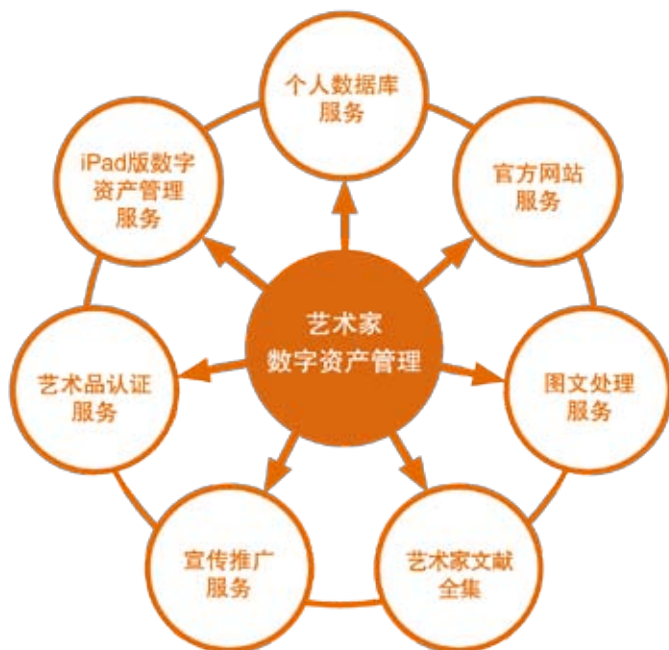 个人数据库
服务
官方网站
服务
图文处理
服务
艺术家文献
全集
宣传推广
服务
艺术品认证
服务
iPad版数字
资产管理
服务
艺术家
数字资产管理